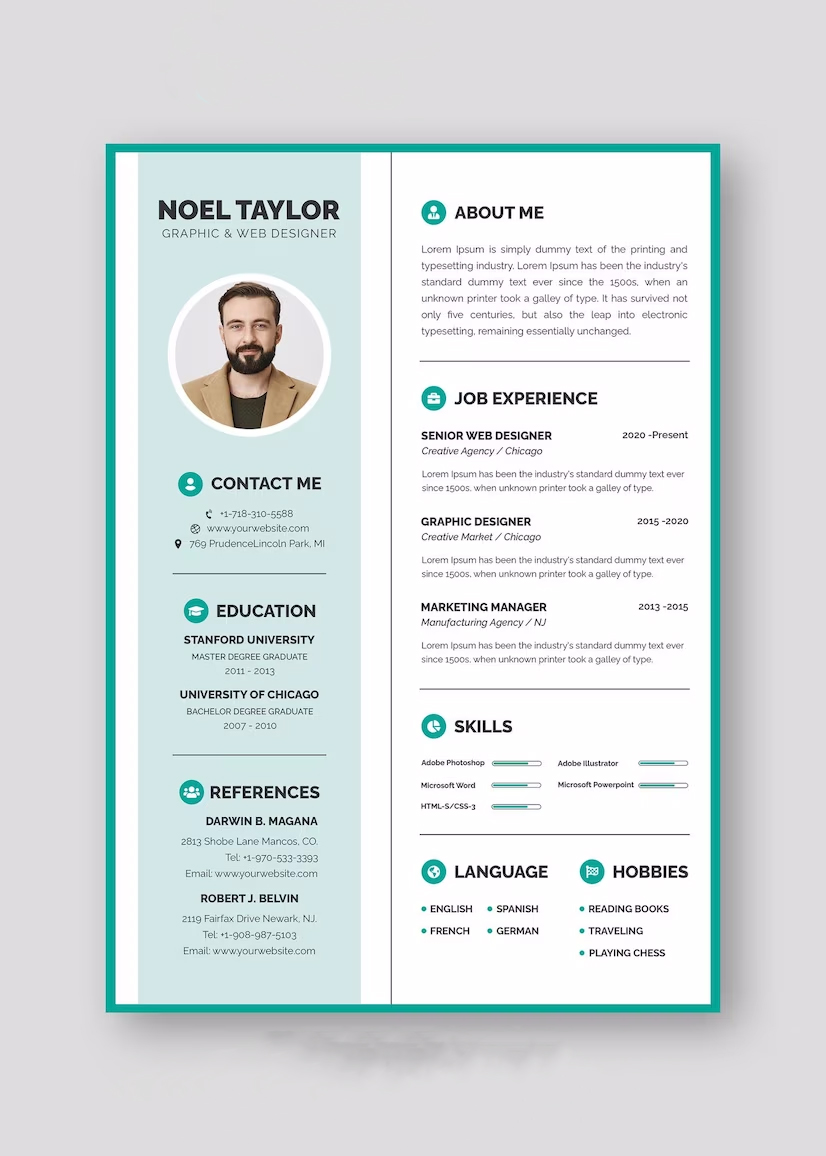 NOEL TAYLOR
GRAPHIC & WEB DESIGNER
CONTACT ME
+1-718-310-5588
www.yourwebsite.com
769 PrudenceLincoln Park, MI
EDUCATION
STANFORD UNIVERSITY
MASTER DEGREE GRADUATE
2011 - 2013
UNIVERSITY OF CHICAGO
BACHELOR DEGREE GRADUATE
2007 - 2010
REFERENCES
DARWIN B. MAGANA
2813 Shobe Lane Mancos, CO.
Tel: +1-970-533-3393
Email: www.yourwebsite.com
ROBERT J. BELVIN
2119 Fairfax Drive Newark, NJ.
Tel: +1-908-987-5103
Email: www.yourwebsite.com
ABOUT ME
Lorem Ipsum is simply dummy text of the printing and
typesetting industry. Lorem Ipsum has been the industry's
standard dummy text ever since the 1500s, when an
unknown printer took a galley of type. It has survived not
only five centuries, but also the leap into electronic
typesetting, remaining essentially unchanged.
JOB EXPERIENCE
SENIOR WEB DESIGNER 2020 -Present
Creative Agency / Chicago
Lorem Ipsum has been the industry's standard dummy text ever
since 1500s, when unknown printer took a galley of type.
GRAPHIC DESIGNER 2015 -2020
Creative Market / Chicago
Lorem Ipsum has been the industry's standard dummy text ever
since 1500s, when unknown printer took a galley of type.
MARKETING MANAGER 2013 -2015
Manufacturing Agency / NJ
Lorem Ipsum has been the industry's standard dummy text ever
since 1500s, when unknown printer took a galley of type.
SKILLS
Adobe Photoshop Adobe Illustrator
Microsoft Word Microsoft Powerpoint
HTML-5/CSS-3
LANGUAGE
ENGLISH SPANISH
FRENCH GERMAN
HOBBIES
READING BOOKS
TRAVELING
PLAYING CHESS